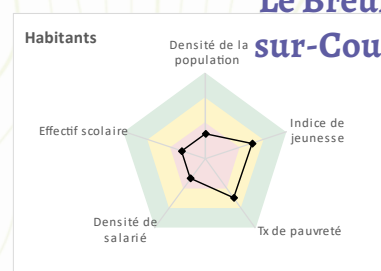 Le Breui
sur-Cou
Habitants
Densité de la
population
Indice de
jeunesse
Effectif scolaire
Densité de
salarié
Tx de pauvreté